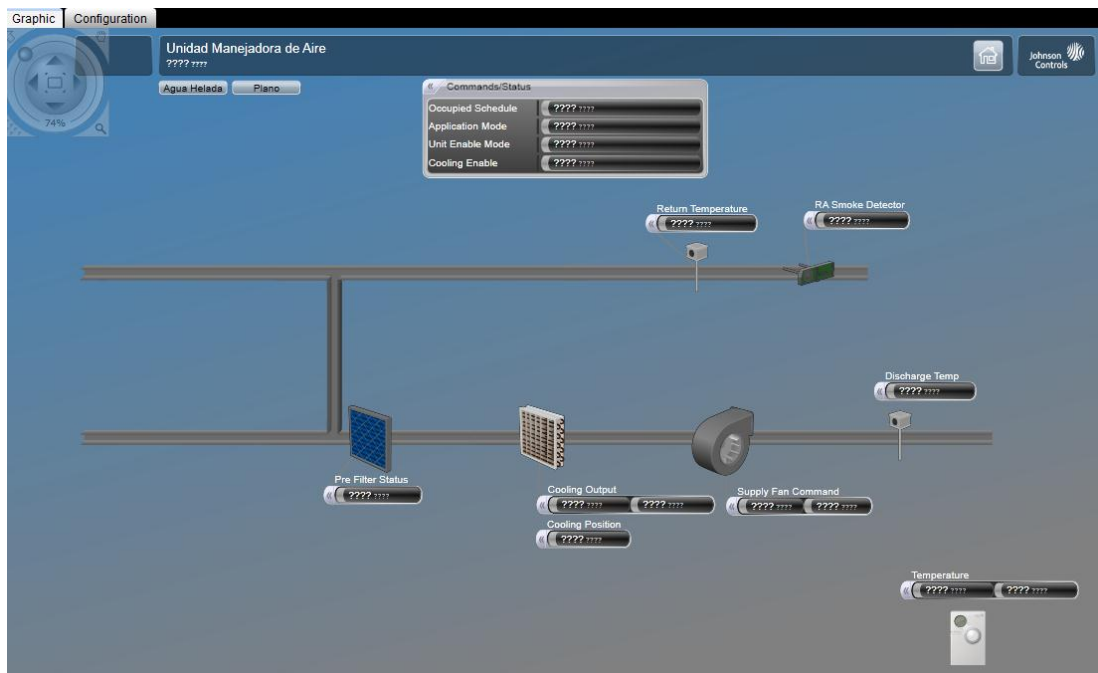 Graphic Configuration
Unidad Manejadora de Aire
???? ????
Johnson Controls
Agua Helada Plano
74%
Commands/Status
Occupied Schedule ???? ????
Application Mode ???? ????
Unit Enable Mode ???? ????
Cooling Enable ???? ????
Return Temperature
???? ????
RA Smoke Detector
???? ????
Discharge Temp
???? ????
Pre Filter Status
???? ????
Cooling Output
???? ???? ???? ????
Cooling Position
???? ????
Supply Fan Command
???? ???? ???? ????
Temperature
???? ???? ???? ????